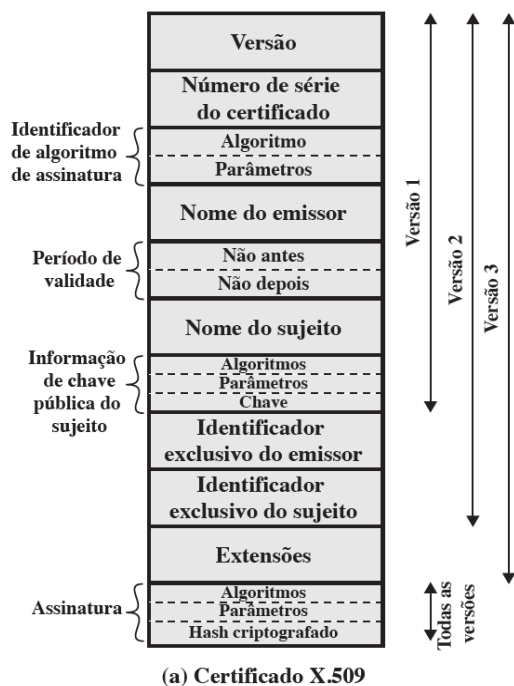 Versão
Número de série
do certificado
Identificador
de algoritmo
de assinatura
Algoritmo
Parâmetros
Nome do emissor
Período de
validade
Não antes
Não depois
Nome do sujeito
Informação
de chave
pública do
sujeito
Algoritmos
Parâmetros
Chave
Identificador
exclusivo do emissor
Identificador
exclusivo do sujeito
Extensões
Assinatura
Algoritmos
Parâmetros
Hash criptografado
Versão 1
Versão 2
Versão 3
Todas as
versões
(a) Certificado X.509